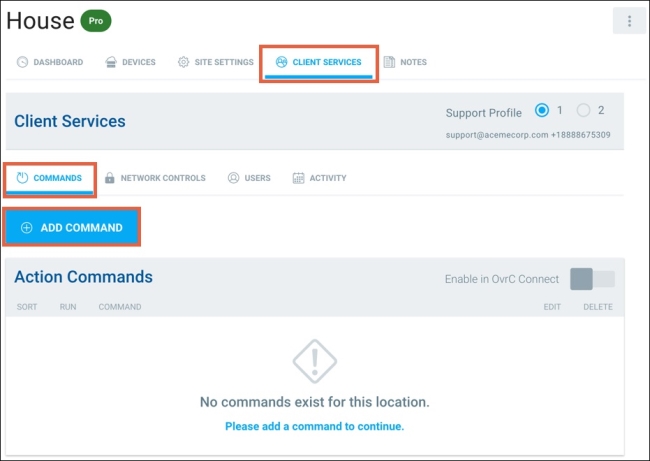 House Pro
DASHBOARD DEVICES SITE SETTINGS CLIENT SERVICES NOTES
Client Services
Support Profile 1 2
support@acemecorp.com +18888675309
COMMANDS NETWORK CONTROLS USERS ACTIVITY
ADD COMMAND
Action Commands
Enable in OvrC Connect
SORT RUN COMMAND EDIT DELETE
No commands exist for this location.
Please add a command to continue.